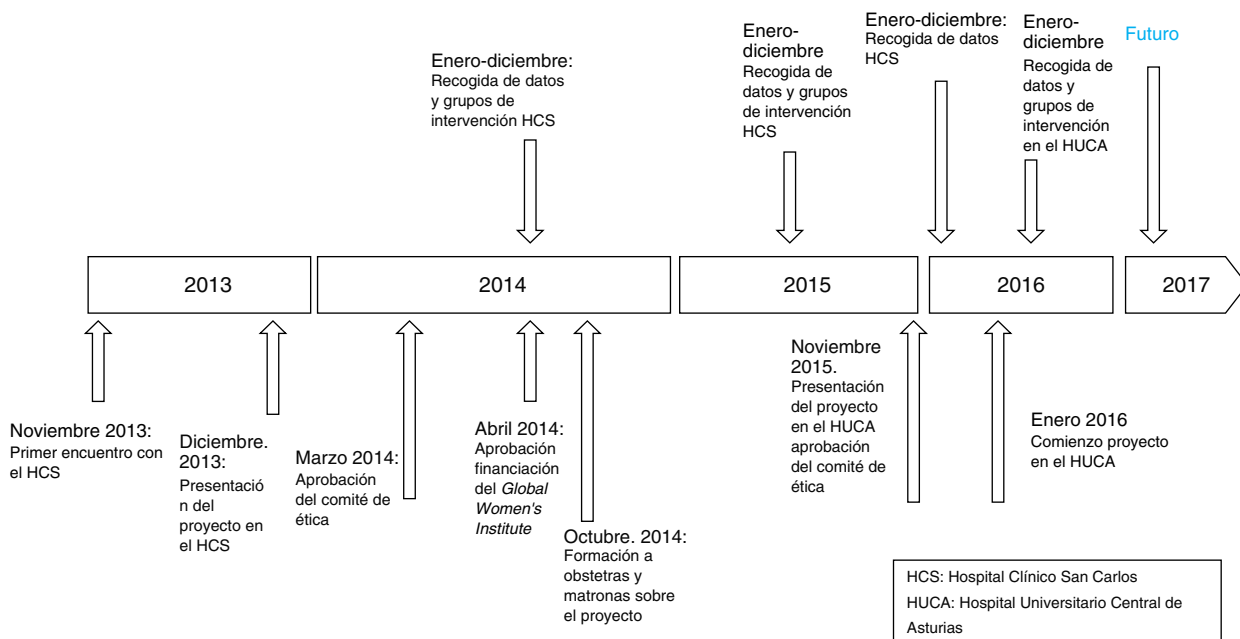 Enero-diciembre:
Recogida de datos
y grupos de
intervención HCS
Enero-
diciembre
Recogida de
datos y grupos
de intervención
HCS
Enero-diciembre:
Recogida de datos
HCS
Enero-
diciembre
Recogida de
datos y
grupos de
intervención
en el HUCA
Futuro
2013
2014
2015
2016
2017
Noviembre 2013:
Primer encuentro con
el HCS
Diciembre.
2013:
Presentació
n del
proyecto en
el HCS
Marzo 2014:
Aprobación
del comité de
ética
Abril 2014:
Aprobación
financiación
del Global
Women's
Institute
Octubre. 2014:
Formación a
obstetras y
matronas sobre
el proyecto
Noviembre
2015.
Presentación
del proyecto
en el HUCA
aprobación
del comité de
ética
Enero 2016
Comienzo proyecto
en el HUCA
HCS: Hospital Clínico San Carlos
HUCA: Hospital Universitario Central de
Asturias